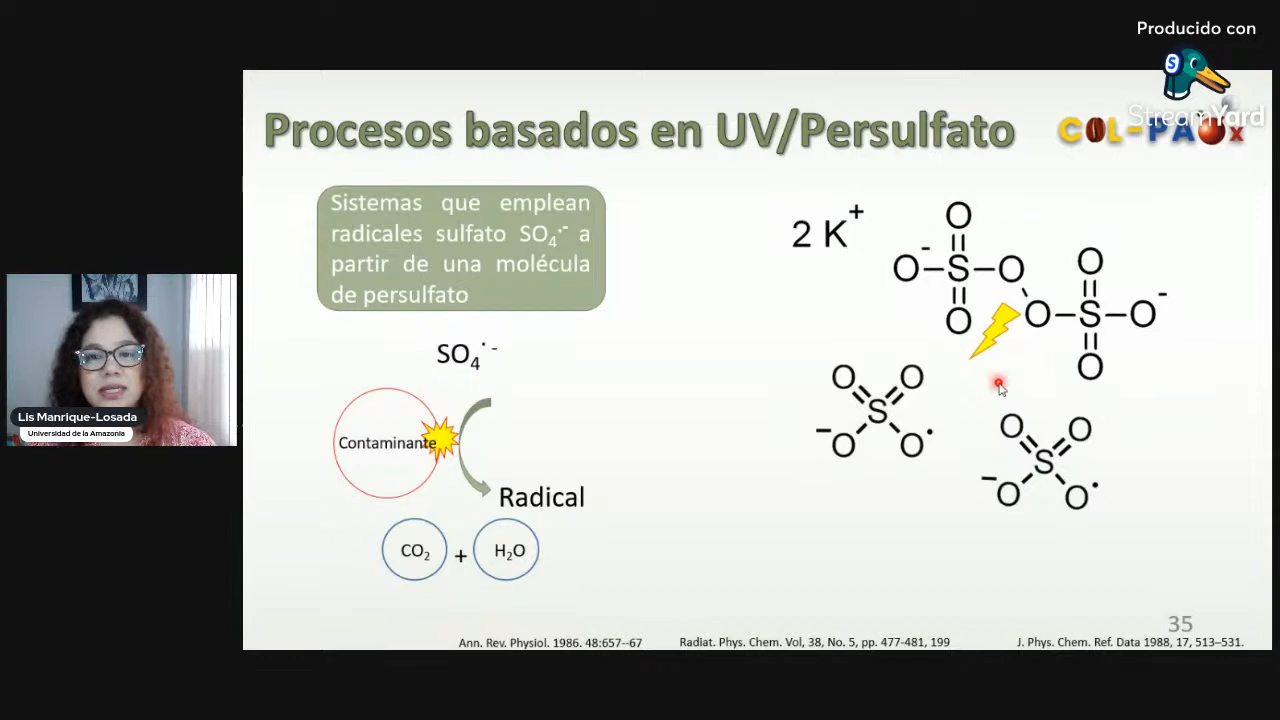 Producido con
StreamYard
Procesos basados en UV/Persulfato
COL-PAOx
Sistemas que emplean
radicales sulfato SO₄˙⁻ a
partir de una molécula
de persulfato
2 K⁺
⁻O–S–O
O
O
O–S–O⁻
O
O
SO₄˙⁻
Contaminante
Radical
CO₂ + H₂O
O O
S
⁻O O˙
O O
S
⁻O O˙
Lis Manrique-Losada
Universidad de la Amazonia
35
Ann. Rev. Physiol. 1986. 48:657--67
Radiat. Phys. Chem. Vol, 38, No. 5, pp. 477-481, 199
J. Phys. Chem. Ref. Data 1988, 17, 513–531.